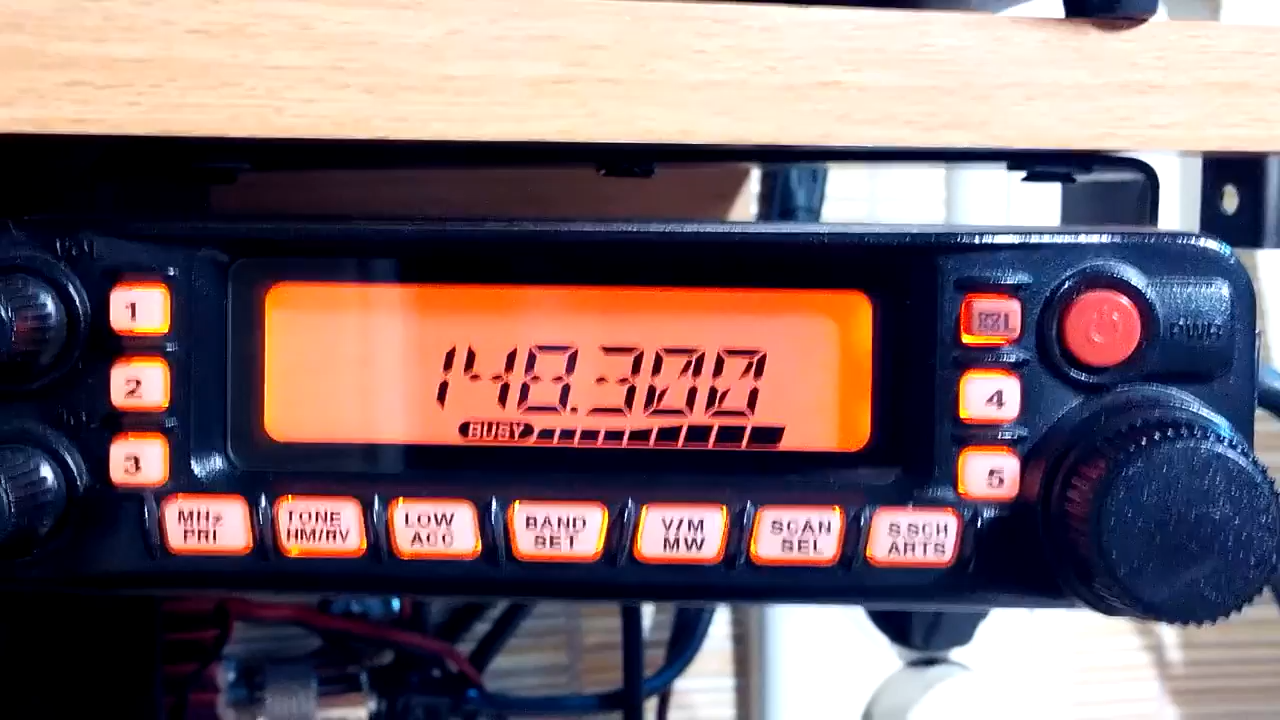 1
2
3
148.300
BUSY
4
5
MHz
PRI
TONE
HM/RV
LOW
ACC
BAND
SET
V/M
MW
SCAN
SEL
S.SCH
ARTS
PWR